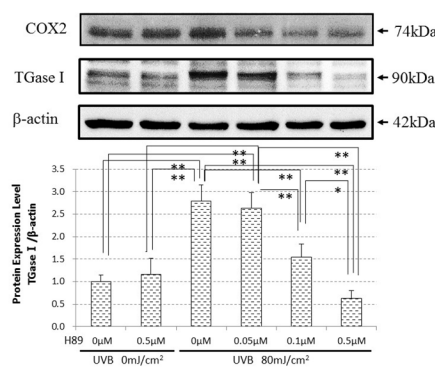 COX2
74kDa
TGase I
90kDa
β-actin
42kDa
Protein Expression Level
TGase I /β-actin
3.5
3.0
2.5
2.0
1.5
1.0
0.5
0.0
**
**
**
**
*
**
**
**
*
H89 0μM 0.5μM 0μM 0.05μM 0.1μM 0.5μM
UVB 0mJ/cm² UVB 80mJ/cm²